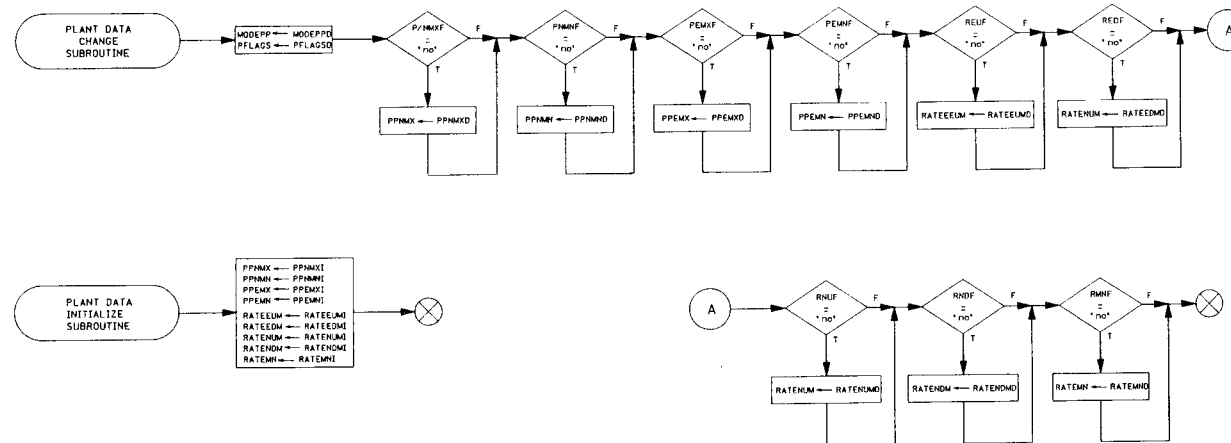 PLANT DATA
CHANGE
SUBROUTINE
MODEPP ← MODEPPD
PFLAGS ← PFLAGSD
P/NMXF
=
"no"
F
T
PPNMX ← PPNMXD
PNMNF
=
"no"
F
T
PPNMN ← PPNMND
PEMXF
=
"no"
F
T
PPEMX ← PPEMXD
PEMNF
=
"no"
F
T
PPEMN ← PPEMND
REUF
=
"no"
F
T
RATEEEUM ← RATEEUMD
REDF
=
"no"
F
T
RATENUM ← RATEEDMD
A
PLANT DATA
INITIALIZE
SUBROUTINE
PPNMX ← PPNMXI
PPNMN ← PPNMNI
PPEMX ← PPEMXI
PPEMN ← PPEMNI
RATEEUM ← RATEEUMI
RATEEDM ← RATEEDMI
RATENUM ← RATENUMI
RATENDM ← RATENDMI
RATEMN ← RATEMNI
A
RNUF
=
"no"
F
T
RATENUM ← RATENUMD
RNDF
=
"no"
F
T
RATENDM ← RATENDMD
RMNF
=
"no"
F
T
RATEMN ← RATEMND